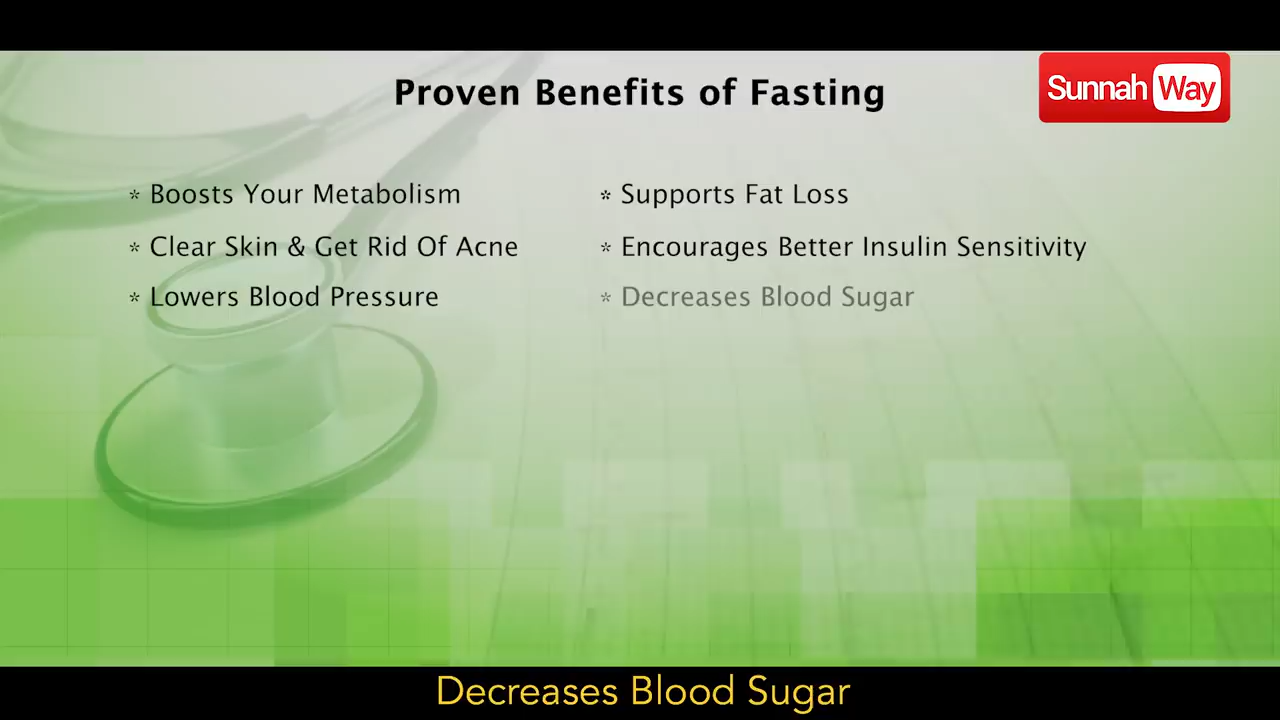 Proven Benefits of Fasting
Sunnah Way
* Boosts Your Metabolism
* Supports Fat Loss
* Clear Skin & Get Rid Of Acne
* Encourages Better Insulin Sensitivity
* Lowers Blood Pressure
* Decreases Blood Sugar
Decreases Blood Sugar